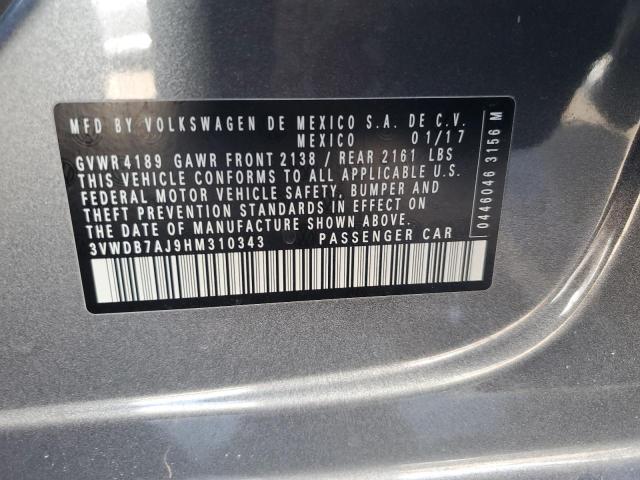 MFD BY VOLKSWAGEN DE MEXICO S.A. DE C.V.
MEXICO 01/17
GVWR 4189 GAWR FRONT 2138 / REAR 2161 LBS
THIS VEHICLE CONFORMS TO ALL APPLICABLE U.S.
FEDERAL MOTOR VEHICLE SAFETY, BUMPER AND
THEFT PREVENTION STANDARDS IN EFFECT ON
THE DATE OF MANUFACTURE SHOWN ABOVE.
3VWDB7AJ9HM310343 PASSENGER CAR
0446046 3156 M